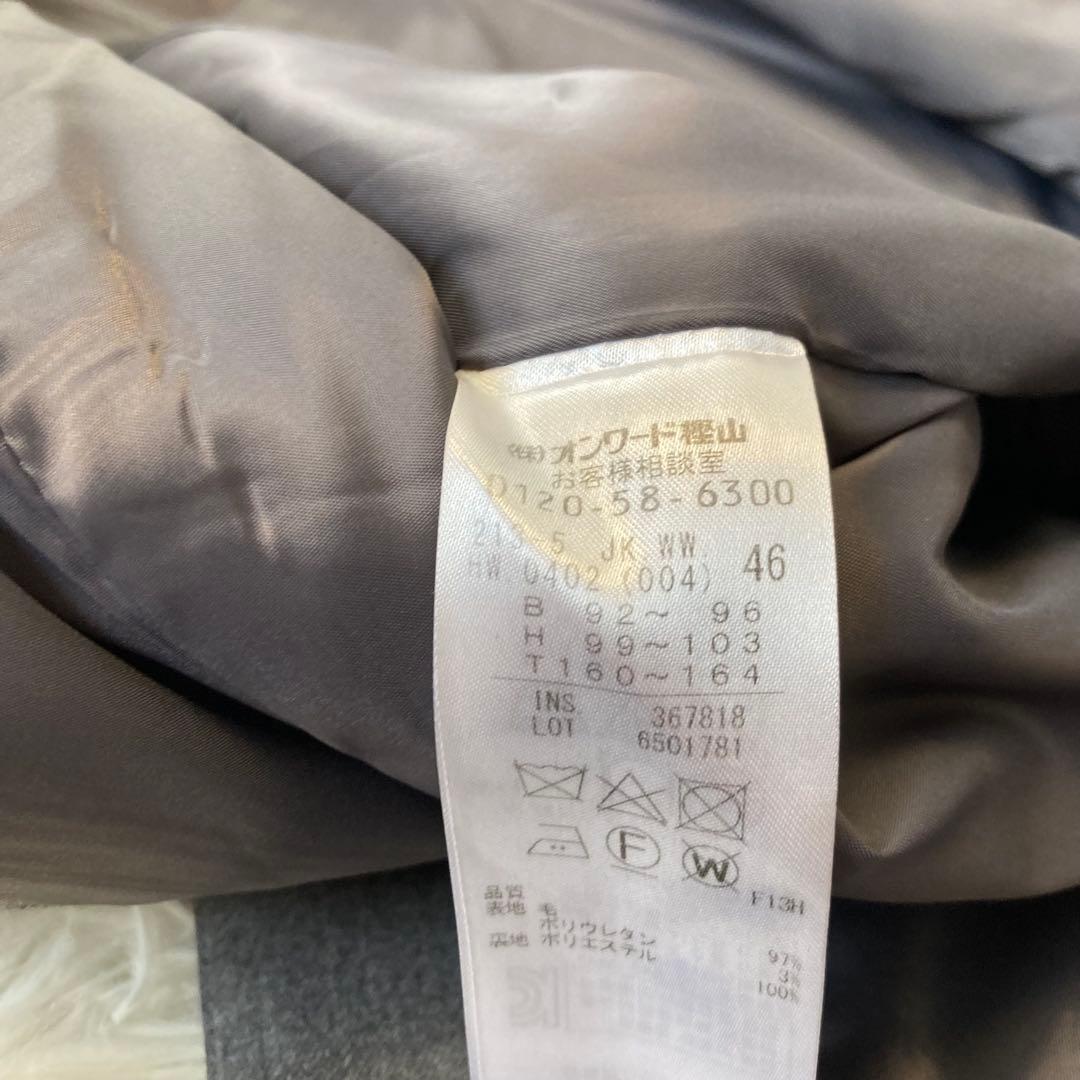 (株)オンワード樫山
お客様相談室
0120-58-6300
5 JK WW. 46
RW 0402 (004)
B 92~ 96
H 99~103
T160~164
INS 367818
LOT 6501781
F W
F13H
品質
表地 毛 97%
ポリウレタン 3%
裏地 ポリエステル 100%